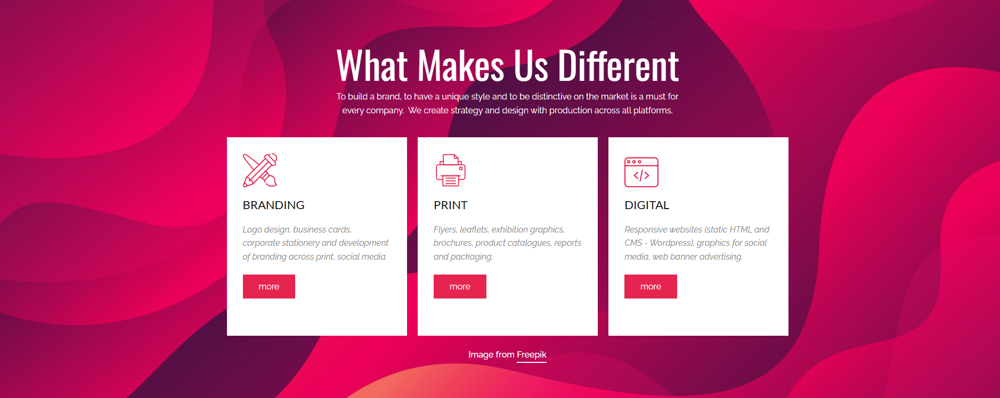 What Makes Us Different
To build a brand, to have a unique style and to be distinctive on the market is a must for
every company.  We create strategy and design with production across all platforms.
BRANDING
Logo design, business cards,
corporate stationery and development
of branding across print, social media.
more
PRINT
Flyers, leaflets, exhibition graphics,
brochures, product catalogues, reports
and packaging.
more
</>
DIGITAL
Responsive websites (static HTML and
CMS - Wordpress), graphics for social
media, web banner advertising.
more
Image from Freepik